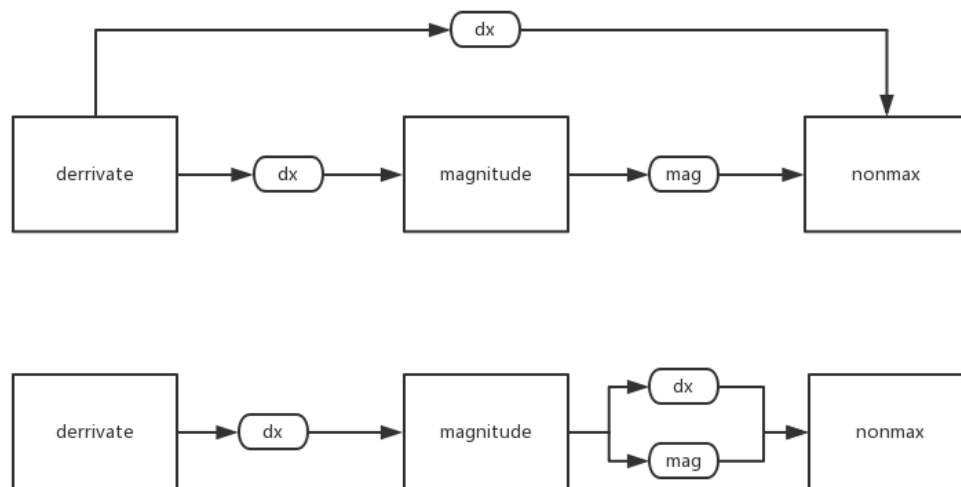 dx
derrivate
dx
magnitude
mag
nonmax
dx
derrivate
dx
magnitude
mag
nonmax